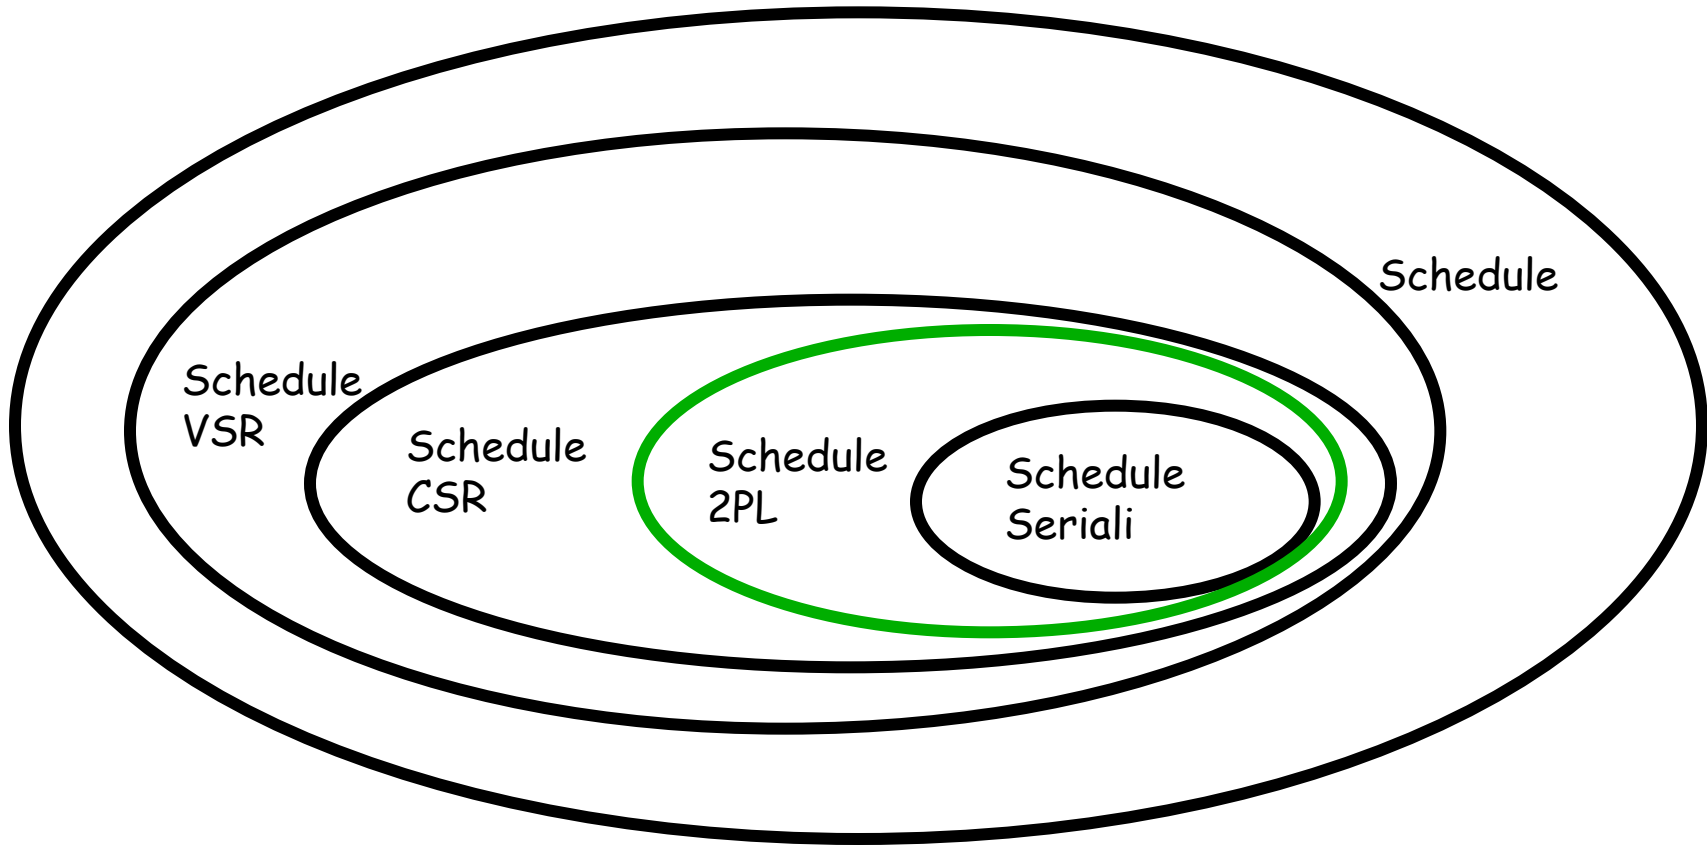 Schedule
Schedule
VSR
Schedule
CSR
Schedule
2PL
Schedule
Seriali